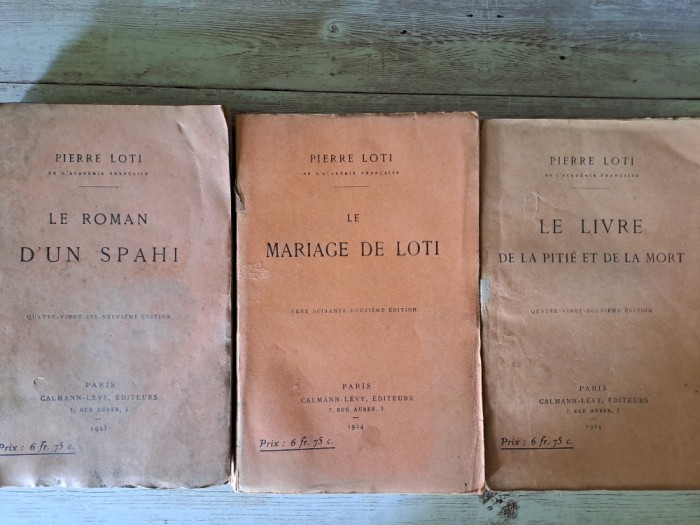 PIERRE LOTI
DE L'ACADÉMIE FRANÇAISE
LE ROMAN
D'UN SPAHI
QUATRE-VINGT-DIX-NEUVIÈME ÉDITION
PARIS
CALMANN-LÉVY, ÉDITEURS
3, RUE AUBER, 3
Prix : 6 fr. 75 c.
PIERRE LOTI
DE L'ACADÉMIE FRANÇAISE
LE
MARIAGE DE LOTI
CENT SOIXANTE-DOUZIÈME ÉDITION
PARIS
CALMANN-LÉVY, ÉDITEURS
3, RUE AUBER, 3
1924
Prix : 6 fr. 75 c.
PIERRE LOTI
DE L'ACADÉMIE FRANÇAISE
LE LIVRE
DE LA PITIÉ ET DE LA MORT
QUATRE-VINGT-NEUVIÈME ÉDITION
PARIS
CALMANN-LÉVY, ÉDITEURS
3, RUE AUBER, 3
1924
Prix : 6 fr. 75 c.